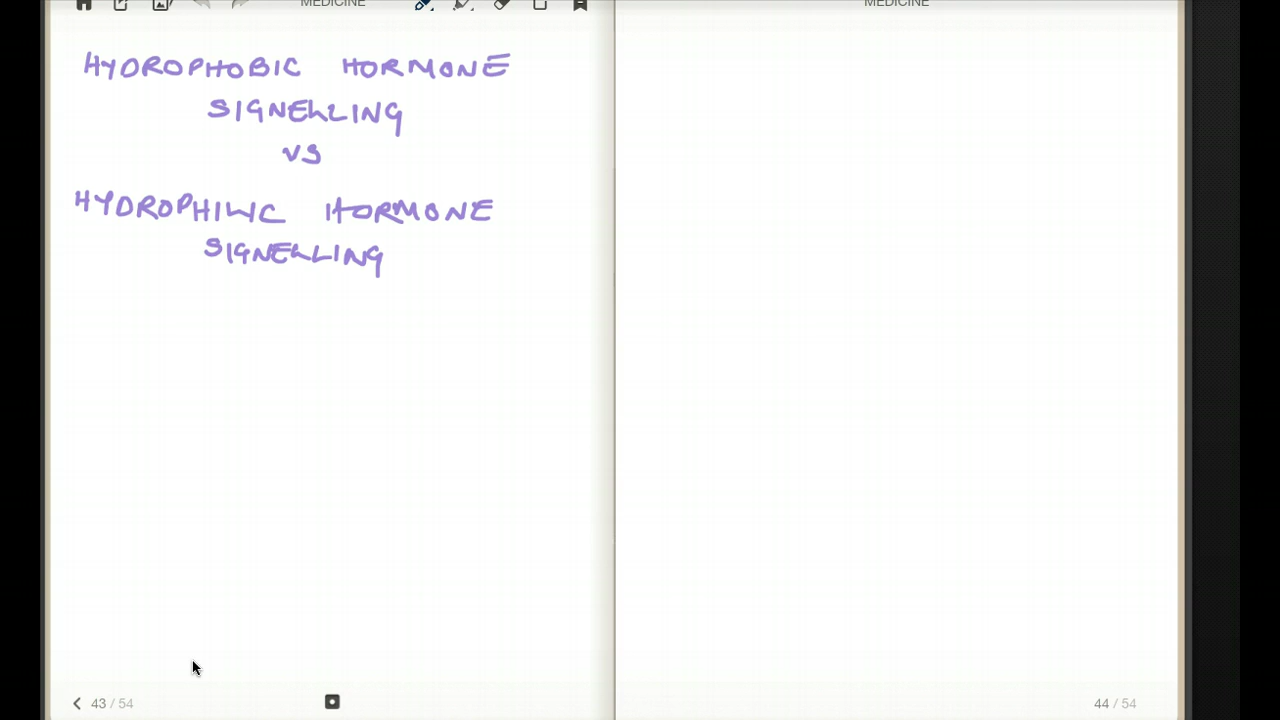 MEDICINE
HYDROPHOBIC HORMONE
SIGNELLING
VS
HYDROPHILIC HORMONE
SIGNELLING
43 / 54
MEDICINE
44 / 54